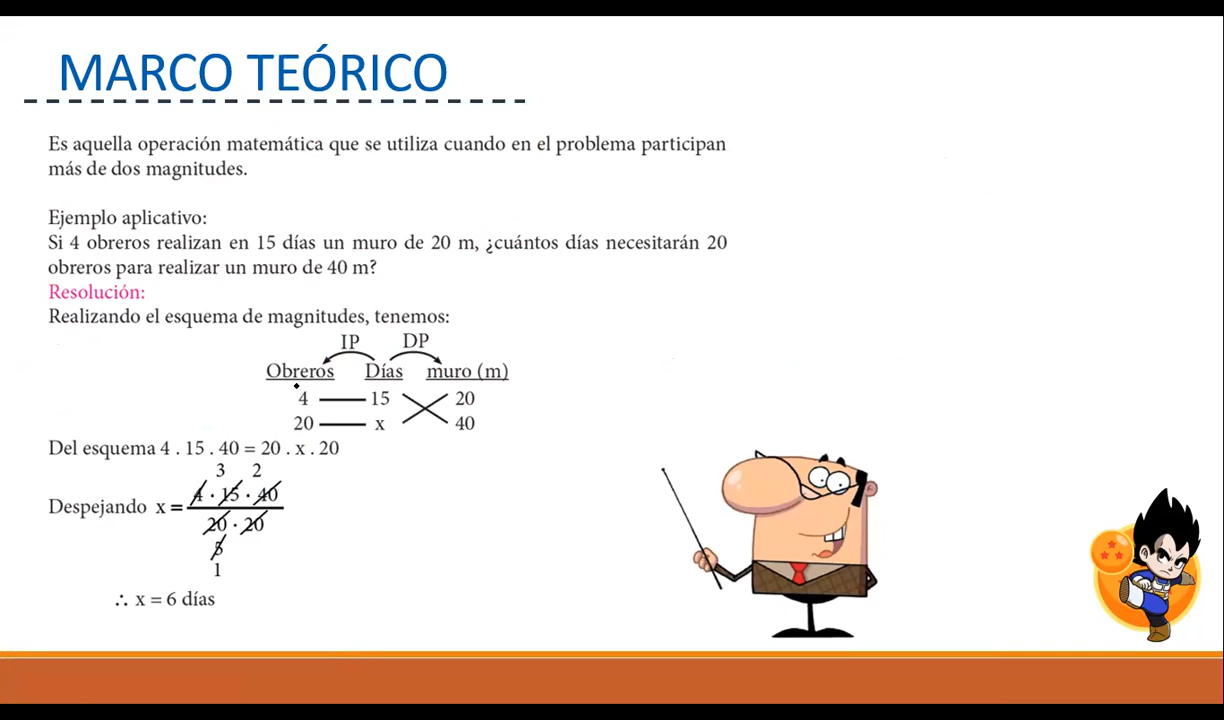 MARCO TEÓRICO
Es aquella operación matemática que se utiliza cuando en el problema participan
más de dos magnitudes.
Ejemplo aplicativo:
Si 4 obreros realizan en 15 días un muro de 20 m, ¿cuántos días necesitarán 20
obreros para realizar un muro de 40 m?
Resolución:
Realizando el esquema de magnitudes, tenemos:
IP DP
Obreros Días muro (m)
4 15 20
20 x 40
Del esquema 4 . 15 . 40 = 20 . x . 20
3 2
4 · 15 · 40
Despejando x =
20 · 20
5
1
∴ x = 6 días